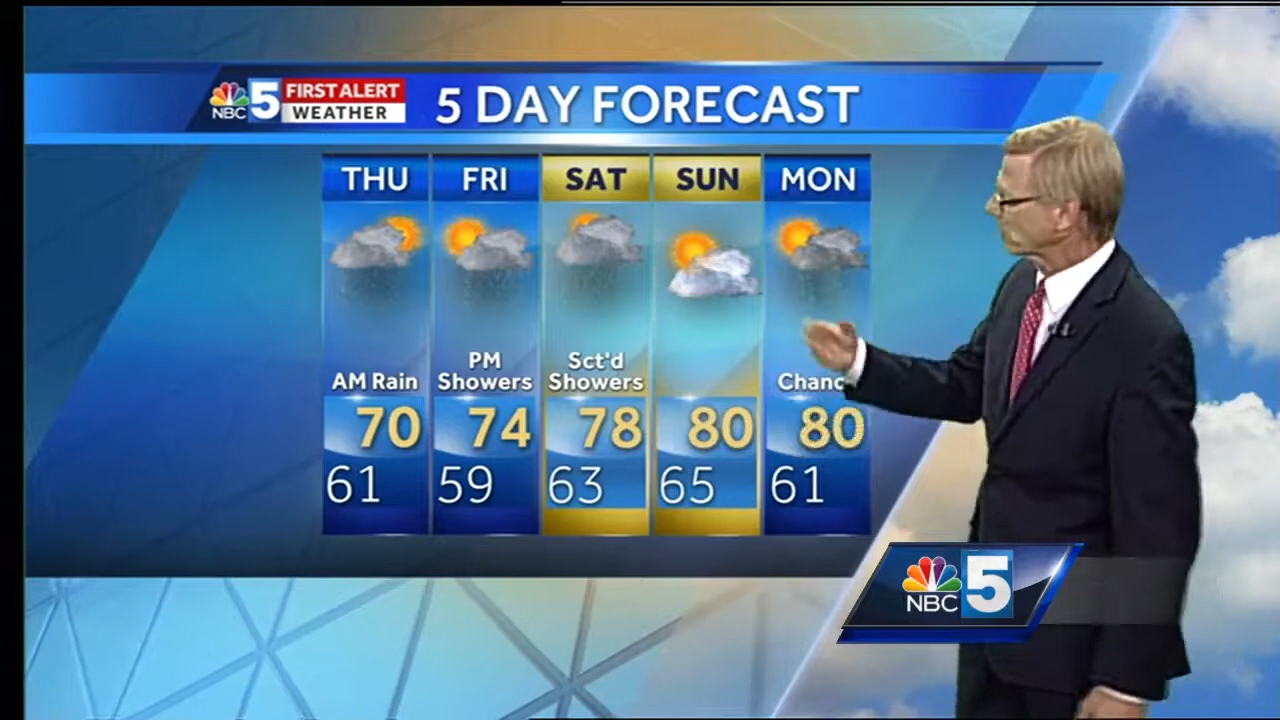 NBC 5 FIRST ALERT WEATHER
5 DAY FORECAST
THU FRI SAT SUN MON
AM Rain
PM Showers
Sct'd Showers
70 74 78 80 80
61 59 63 65 61
NBC 5